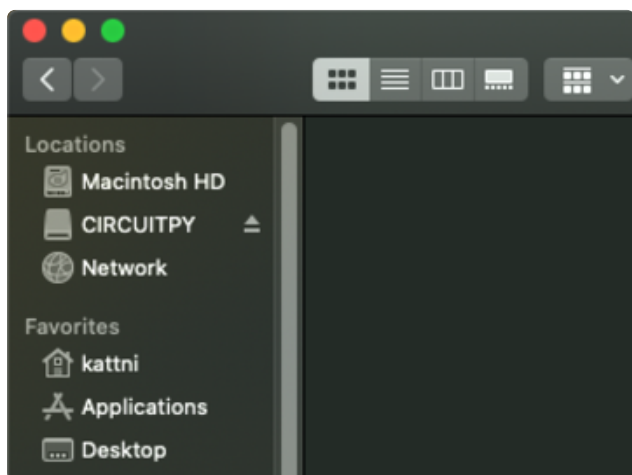 Locations
Macintosh HD
CIRCUITPY
Network
Favorites
kattni
Applications
Desktop